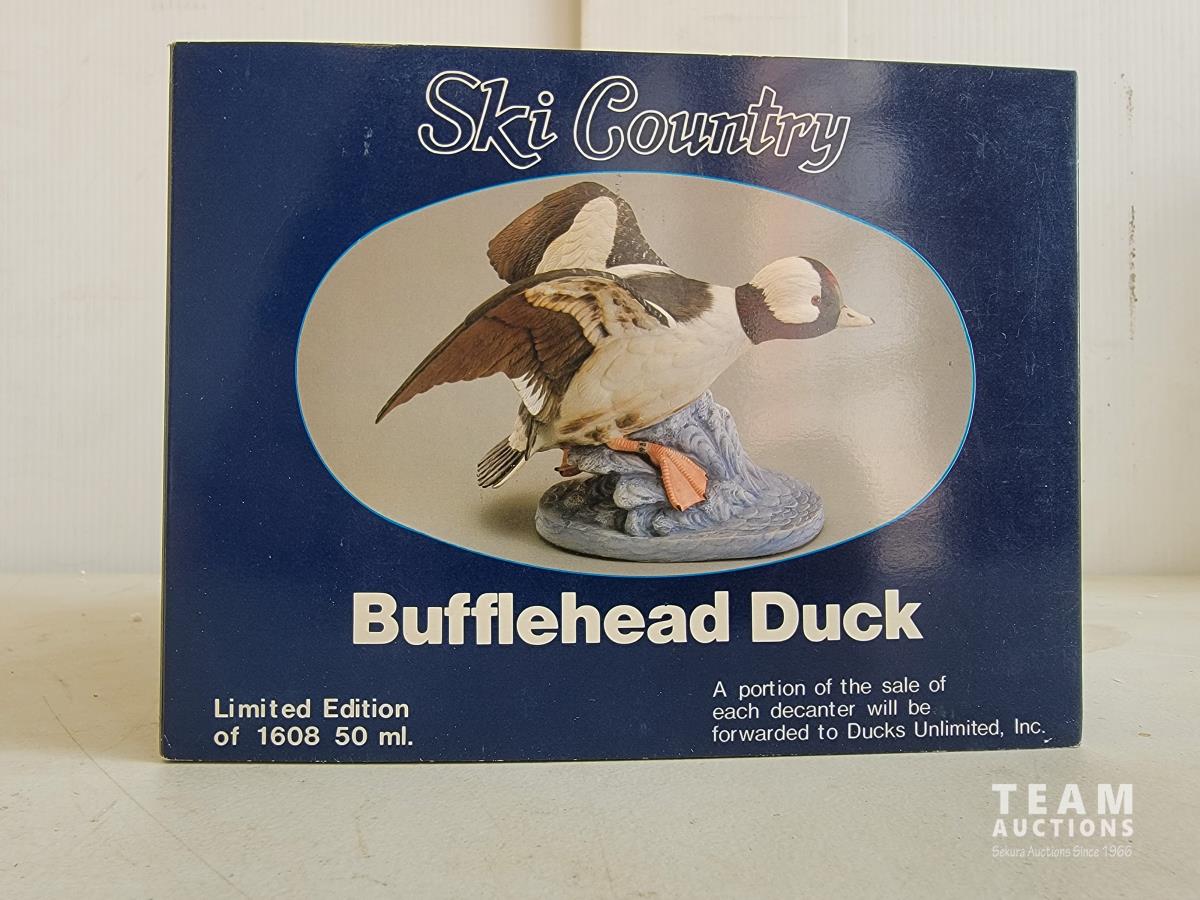 Ski Country
Bufflehead Duck
Limited Edition
of 1608 50 ml.
A portion of the sale of
each decanter will be
forwarded to Ducks Unlimited, Inc.
TEAM
AUCTIONS
Sekura Auctions Since 1966